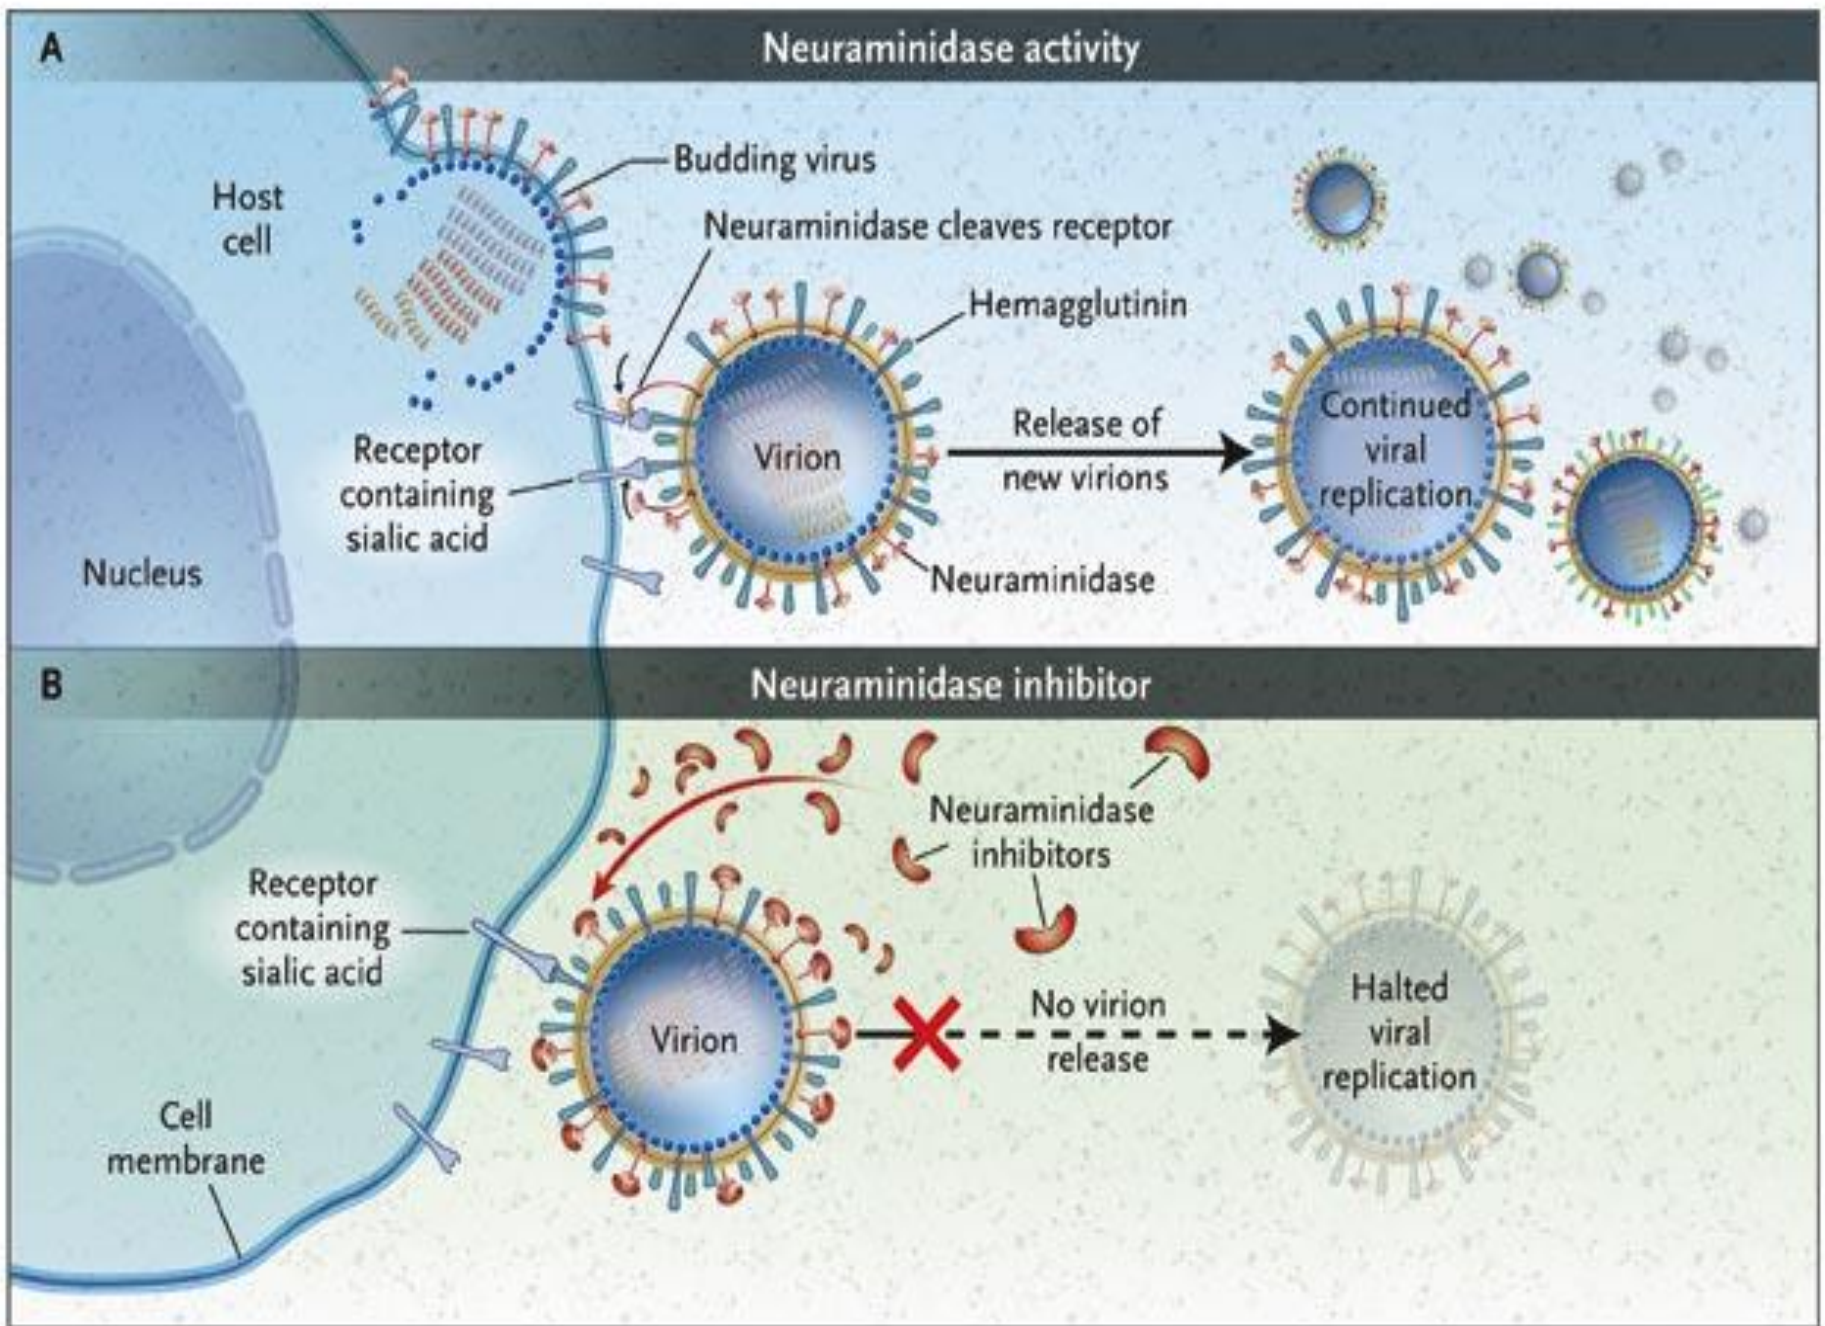 A
Neuraminidase activity
Budding virus
Host
cell
Neuraminidase cleaves receptor
Hemagglutinin
Receptor
containing
sialic acid
Virion
Release of
new virions
Continued
viral
replication
Nucleus
Neuraminidase
B
Neuraminidase inhibitor
Neuraminidase
inhibitors
Receptor
containing
sialic acid
Virion
No virion
release
Halted
viral
replication
Cell
membrane